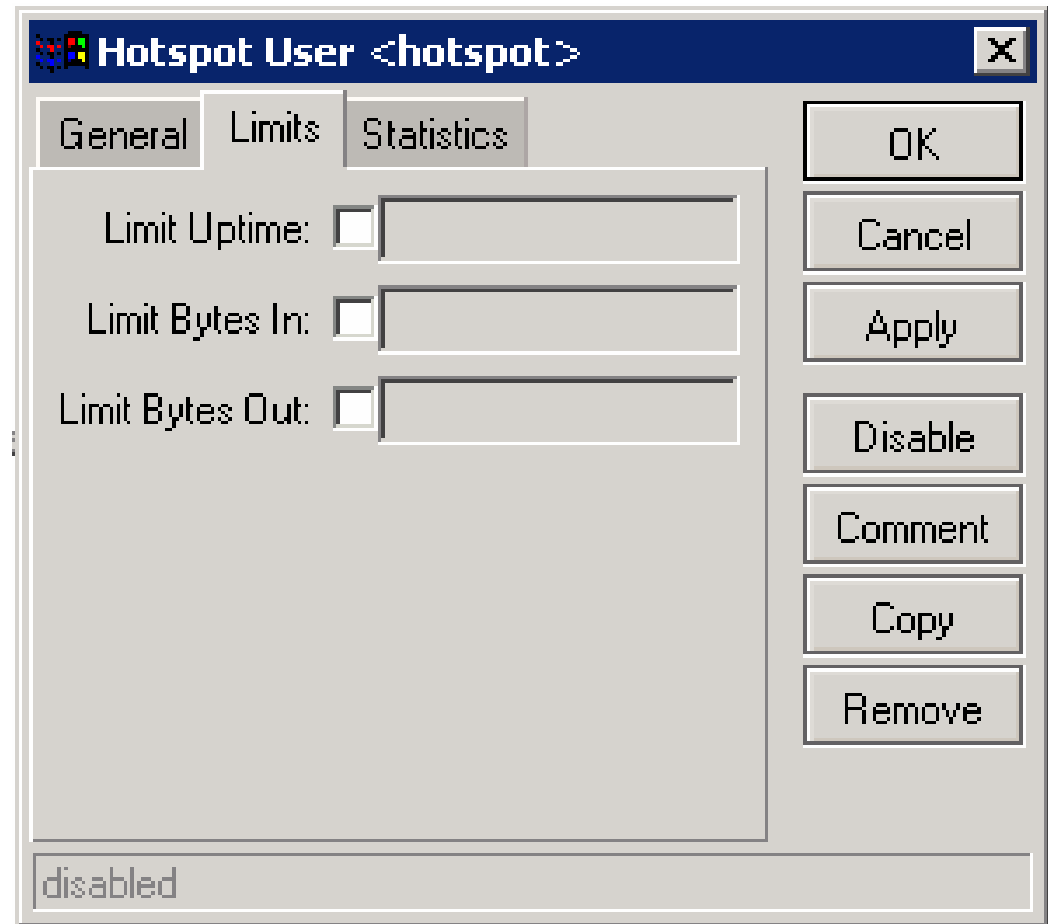 Hotspot User <hotspot>
General Limits Statistics
Limit Uptime:
Limit Bytes In:
Limit Bytes Out:
OK
Cancel
Apply
Disable
Comment
Copy
Remove
disabled